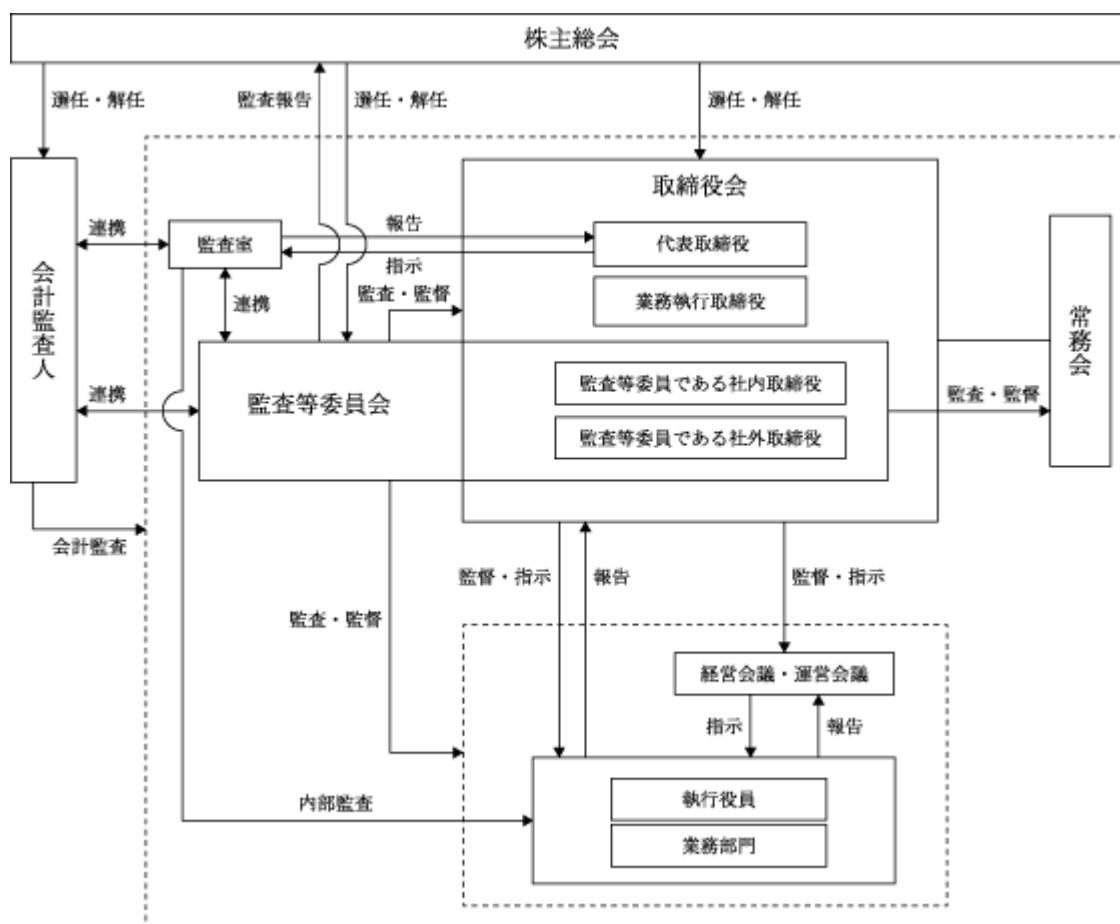 株主総会
選任・解任
監査報告
選任・解任
選任・解任
取締役会
連携
監査室
報告
代表取締役
指示
会計監査人
連携
監査・監督
業務執行取締役
常務会
監査等委員会
監査等委員である社内取締役
連携
監査・監督
監査等委員である社外取締役
会計監査
監督・指示
報告
監督・指示
監査・監督
経営会議・運営会議
指示
報告
内部監査
執行役員
業務部門